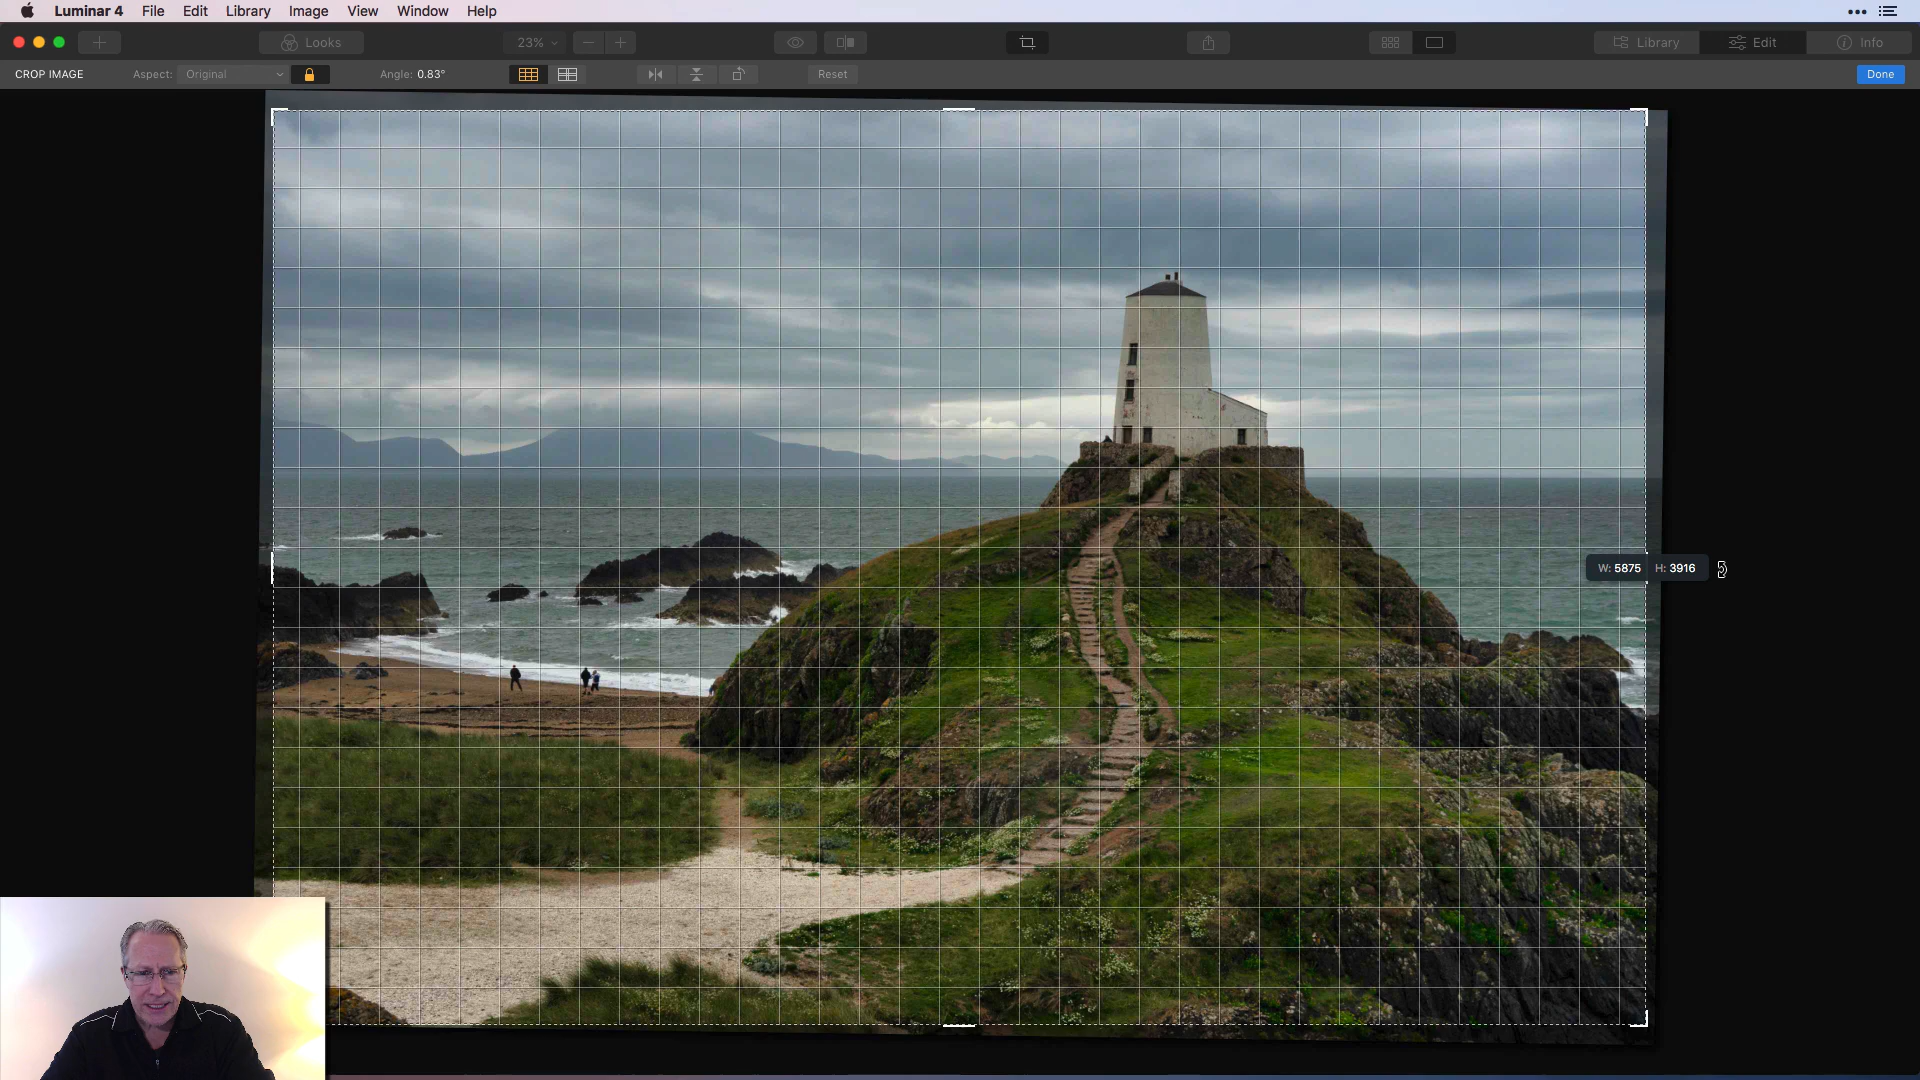 Luminar 4 File Edit Library Image View Window Help
Looks 23% Library Edit Info
CROP IMAGE Aspect: Original Angle: 0.83° Reset Done
W: 5875 H: 3916